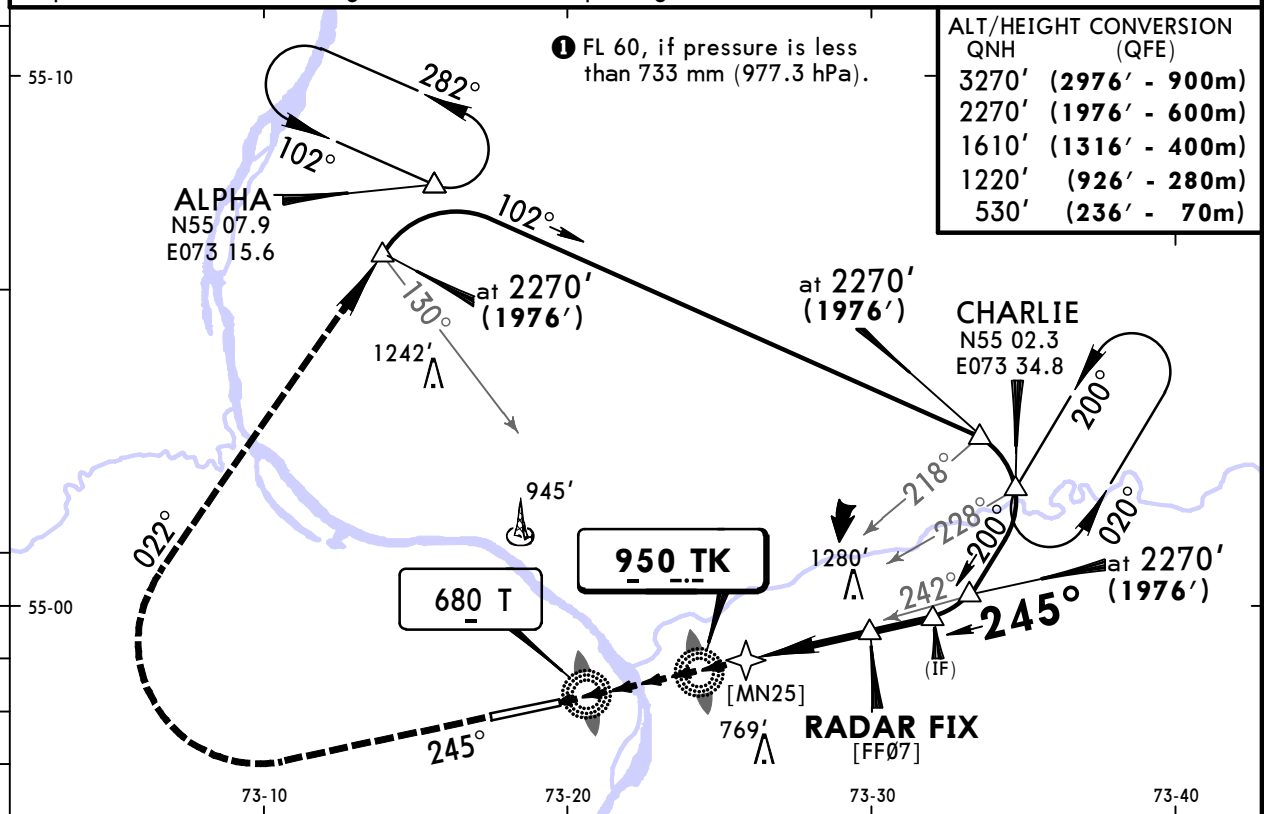 ❶ FL 60, if pressure is less
than 733 mm (977.3 hPa).
ALT/HEIGHT CONVERSION
QNH (QFE)
3270' (2976' - 900m)
2270' (1976' - 600m)
1610' (1316' - 400m)
1220' (926' - 280m)
530' (236' - 70m)
55-10
282°
102°
ALPHA
N55 07.9
E073 15.6
102°
at 2270'
(1976')
130°
1242'
at 2270'
(1976')
CHARLIE
N55 02.3
E073 34.8
200°
020°
218°
228°
200°
945'
022°
950 TK
1280'
at 2270'
(1976')
242°
245°
55-00
680 T
(IF)
[MN25]
769'
RADAR FIX
[FFØ7]
245°
73-10
73-20
73-30
73-40